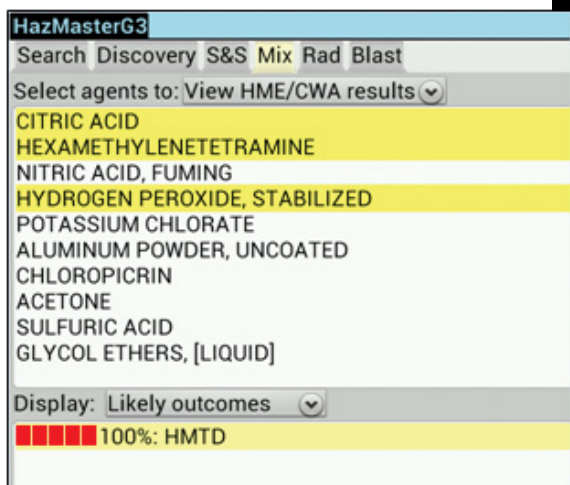 HazMasterG3
Search Discovery S&S Mix Rad Blast
Select agents to: View HME/CWA results
CITRIC ACID
HEXAMETHYLENETETRAMINE
NITRIC ACID, FUMING
HYDROGEN PEROXIDE, STABILIZED
POTASSIUM CHLORATE
ALUMINUM POWDER, UNCOATED
CHLOROPICRIN
ACETONE
SULFURIC ACID
GLYCOL ETHERS, [LIQUID]
Display: Likely outcomes
100%: HMTD